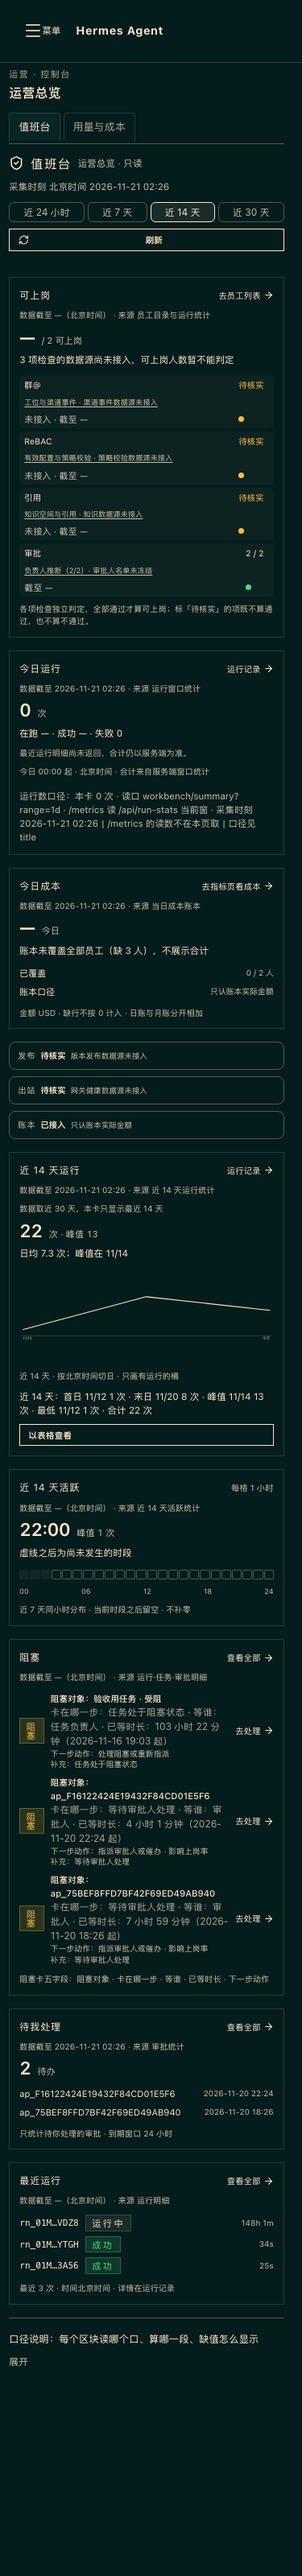 菜单
Hermes Agent
运营 · 控制台
运营总览
值班台
用量与成本
值班台 运营总览 · 只读
采集时刻 北京时间 2026-11-21 02:26
近 24 小时
近 7 天
近 14 天
近 30 天
刷新
可上岗
去员工列表 →
数据截至 —（北京时间） · 来源 员工目录与运行统计
— / 2 可上岗
3 项检查的数据源尚未接入，可上岗人数暂不能判定
群@
待核实
工位与渠道事件 · 渠道事件数据源未接入
未接入 · 截至 —
ReBAC
待核实
有效配置与策略校验 · 策略校验数据源未接入
未接入 · 截至 —
引用
待核实
知识空间与引用 · 知识数据源未接入
未接入 · 截至 —
审批
2 / 2
负责人推断（2/2） · 审批人名单未冻结
截至 —
各项检查独立判定，全部通过才算可上岗；标「待核实」的项既不算通
过，也不算不通过。
今日运行
运行记录 →
数据截至 2026-11-21 02:26 · 来源 运行窗口统计
0 次
在跑 — · 成功 — · 失败 0
最近运行明细尚未返回，合计仍以服务端为准。
今日 00:00 起 · 北京时间 · 合计来自服务端窗口统计
运行数口径：本卡 0 次 · 读口 workbench/summary?
range=1d · /metrics 读 /api/run-stats 当前窗 · 采集时刻
2026-11-21 02:26 | /metrics 的读数不在本页取 | 口径见
title
今日成本
去指标页看成本 →
数据截至 2026-11-21 02:26 · 来源 当日成本账本
— 今日
账本未覆盖全部员工（缺 3 人），不展示合计
已覆盖
0 / 2 人
账本口径
只认账本实际金额
金额 USD · 缺行不按 0 计入 · 日账与月账分开相加
发布 待核实 版本发布数据源未接入
出站 待核实 网关健康数据源未接入
账本 已接入 只认账本实际金额
近 14 天运行
运行记录 →
数据截至 2026-11-21 02:26 · 来源 近 14 天运行统计
数据取近 30 天，本卡只显示最近 14 天
22 次 · 峰值 13
日均 7.3 次；峰值在 11/14
近 14 天 · 按北京时间切日 · 只画有运行的桶
近 14 天：首日 11/12 1 次 · 末日 11/20 8 次 · 峰值 11/14 13
次 · 最低 11/12 1 次 · 合计 22 次
以表格查看
近 14 天活跃
每格 1 小时
数据截至 2026-11-21 02:26 · 来源 近 14 天活跃统计
22:00 峰值 1 次
虚线之后为尚未发生的时段
00
06
12
18
24
近 7 天同小时分布 · 当前时段之后留空 · 不补零
阻塞
查看全部 →
数据截至 —（北京时间） · 来源 运行·任务·审批明细
阻塞
阻塞对象：验收用任务 · 受阻
卡在哪一步：任务处于阻塞状态 · 等谁：
任务负责人 · 已等时长：103 小时 22 分
钟（2026-11-16 19:03 起）
下一步动作：处理阻塞或重新指派
补充：任务处于阻塞
去处理 →
阻塞
阻塞对象：
ap_F16122424E19432F84CD01E5F6
卡在哪一步：等待审批人处理 · 等谁：审
批人 · 已等时长：4 小时 1 分钟（2026-
11-20 22:24 起）
下一步动作：指派审批人或催办 · 影响上岗率
补充：等待审批人处理
去处理 →
阻塞
阻塞对象：
ap_75BEF8FFD7BF42F69ED49AB940
卡在哪一步：等待审批人处理 · 等谁：审
批人 · 已等时长：7 小时 59 分钟（2026-
11-20 18:26 起）
下一步动作：指派审批人或催办 · 影响上岗率
补充：等待审批人处理
去处理 →
阻塞卡五字段：阻塞对象 · 卡在哪一步 · 等谁 · 已等时长 · 下一步动作
待我处理
查看全部 →
数据截至 2026-11-21 02:26 · 来源 审批统计
2 待办
ap_F16122424E19432F84CD01E5F6
2026-11-20 22:24
ap_75BEF8FFD7BF42F69ED49AB940
2026-11-20 18:26
只统计待你处理的审批 · 到期窗口 24 小时
最近运行
查看全部 →
数据截至 —（北京时间） · 来源 运行明细
rn_01M…VDZ8 运行中 148h 1m
rn_01M…YTGH 成功 34s
rn_01M…3A56 成功 25s
最近 3 次 · 时间北京时间 · 详情在运行记录
口径说明：每个区块读哪个口、算哪一段、缺值怎么显示
展开